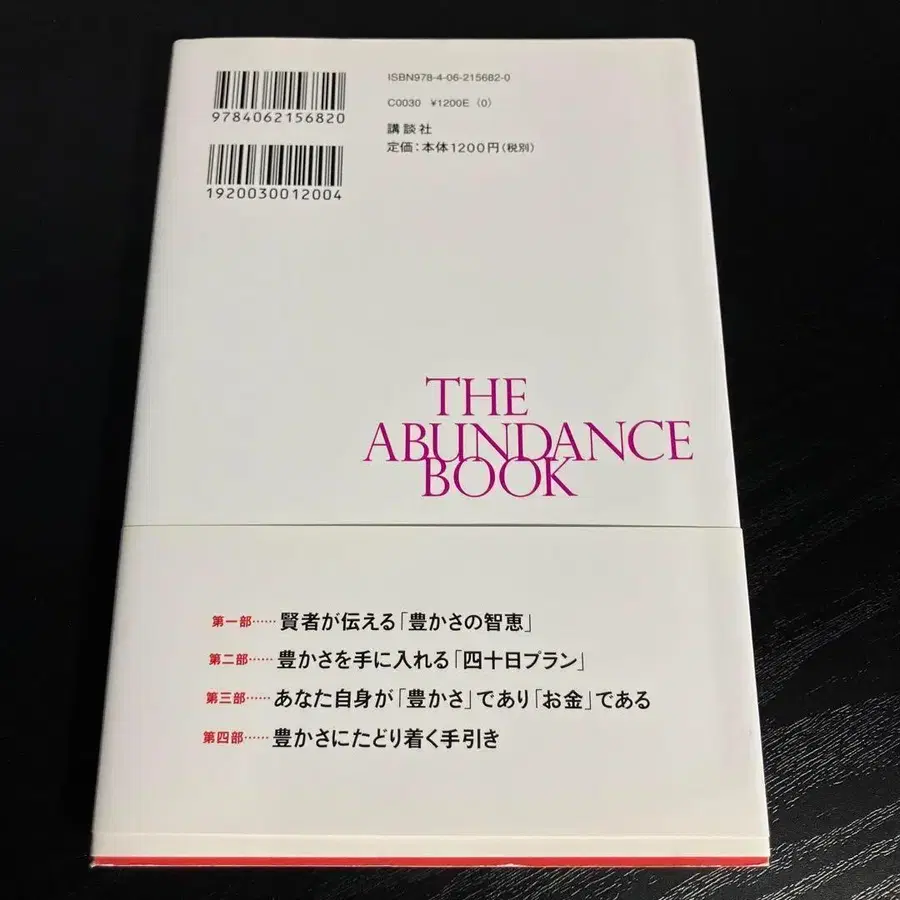 ISBN978-4-06-215682-0
9784062156820
C0030 ¥1200E (0)
講談社
定価:本体1200円(税別)
1920030012004
THE
ABUNDANCE
BOOK
第一部……賢者が伝える「豊かさの智恵」
第二部……豊かさを手に入れる「四十日プラン」
第三部……あなた自身が「豊かさ」であり「お金」である
第四部……豊かさにたどり着く手引き